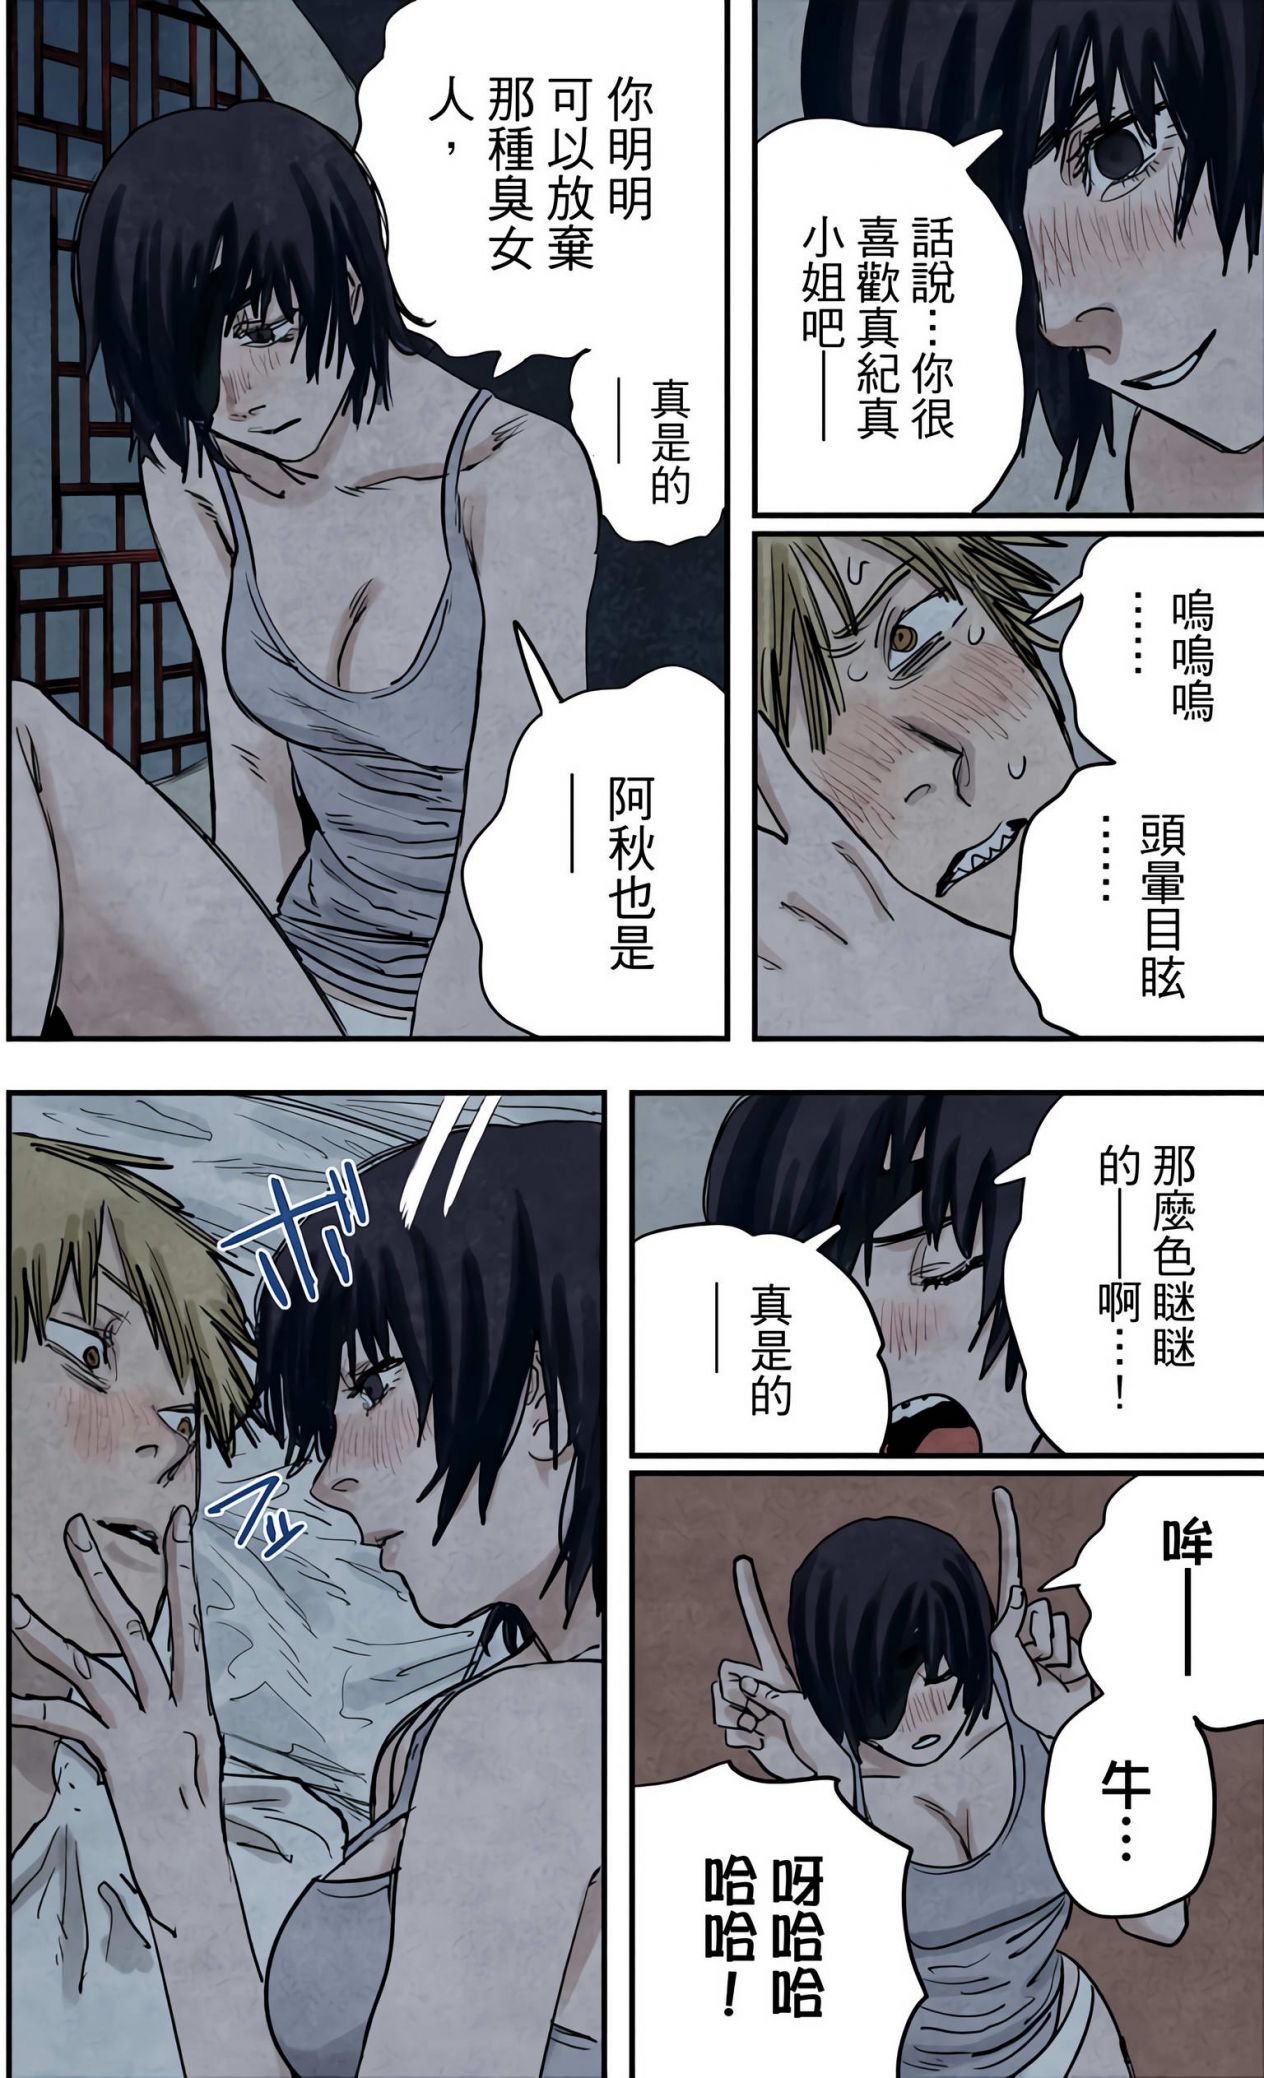 話說…你很
喜歡真紀真
小姐吧——
嗚嗚嗚
……
頭暈目眩
……
你明明
可以放棄
那種臭女
人，
真是的
——
阿秋也是
——
那麼色瞇瞇
的——啊…！
真是的
——
哞——
牛…
呀哈哈
哈哈！
ギシ
フッ